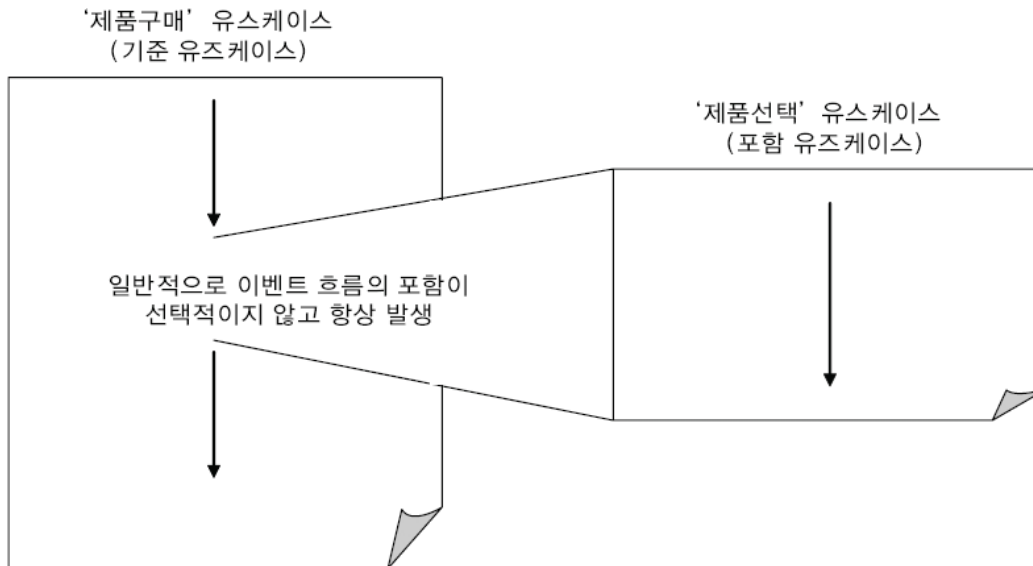 ‘제품구매’ 유스케이스
(기준 유즈케이스)
‘제품선택’ 유스케이스
(포함 유즈케이스)
일반적으로 이벤트 흐름의 포함이
선택적이지 않고 항상 발생